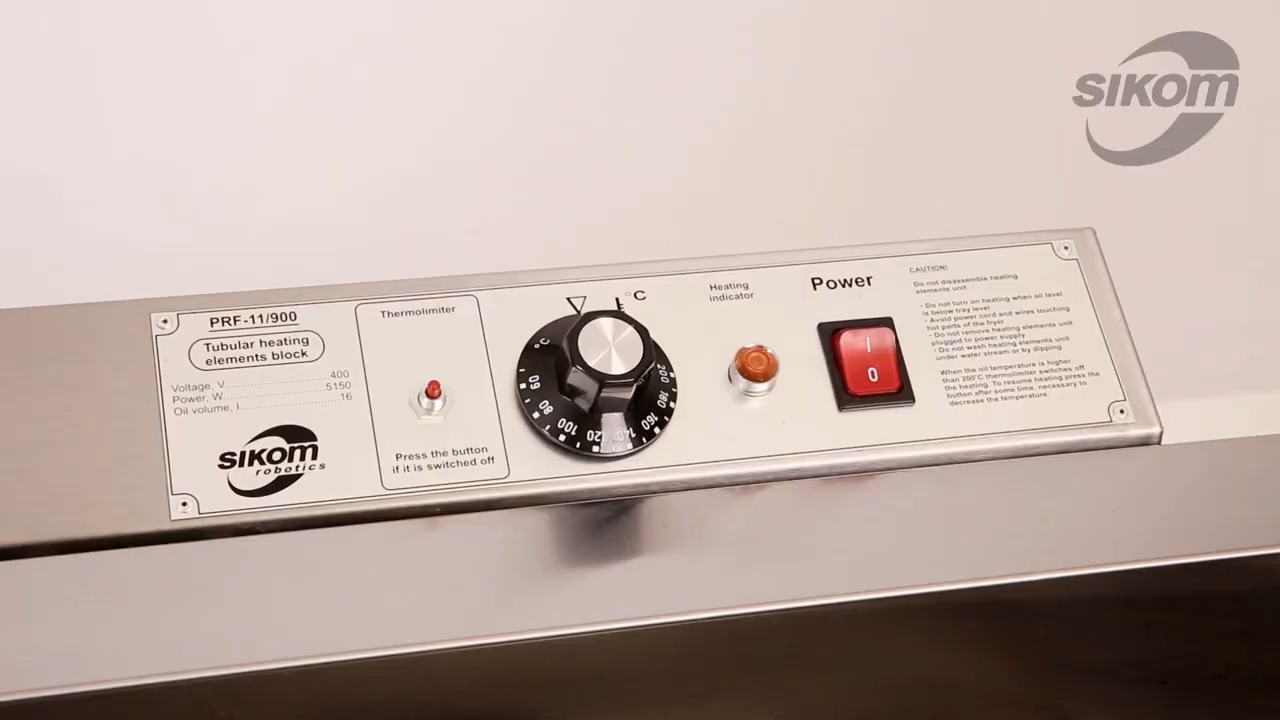 SIKOM
PRF-11/900
Tubular heating
elements block
Voltage, V 400
Power, W 5150
Oil volume, l 16
SIKOM
robotics
Thermolimiter
Press the button
if it is switched off
°C
C
60
80
100
120
140
160
180
200
Heating
indicator
Power
I
0
CAUTION!
Do not disassemble heating
elements unit
- Do not turn on heating when oil level
is below tray level
- Avoid power cord and wires touching
hot parts of the fryer
- Do not remove heating elements unit
plugged to power supply
- Do not wash heating elements unit
under water stream or by dipping
When the oil temperature is higher
than 200°C thermolimiter switches off
the heating. To resume heating press the
button after some time, necessary to
decrease the temperature